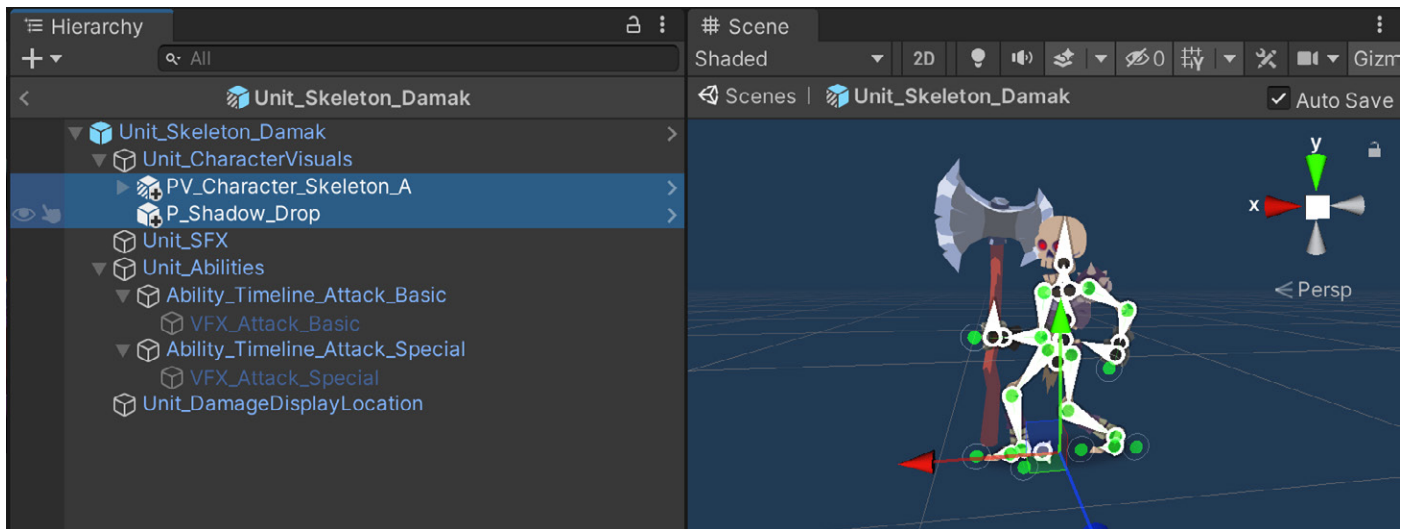 Hierarchy
All
Unit_Skeleton_Damak
Unit_Skeleton_Damak
Unit_CharacterVisuals
PV_Character_Skeleton_A
P_Shadow_Drop
Unit_SFX
Unit_Abilities
Ability_Timeline_Attack_Basic
VFX_Attack_Basic
Ability_Timeline_Attack_Special
VFX_Attack_Special
Unit_DamageDisplayLocation
# Scene
Shaded 2D 0 Gizm
Scenes | Unit_Skeleton_Damak Auto Save
y
x
< Persp